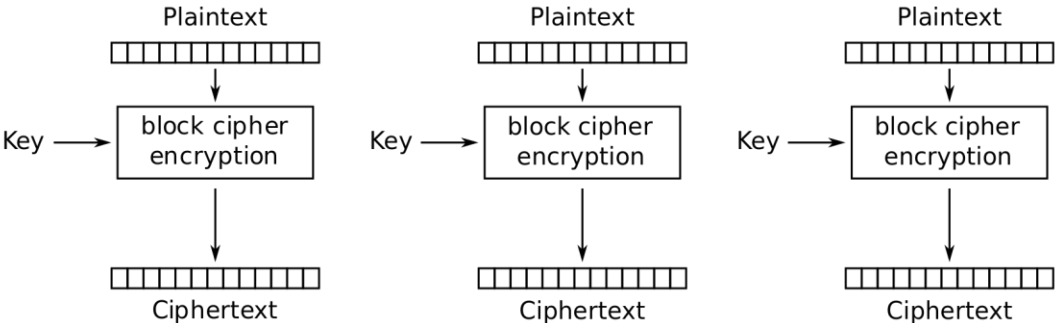 Plaintext Plaintext Plaintext
block cipher block cipher block cipher
Key Key Key
encryption encryption encryption
Ciphertext Ciphertext Ciphertext